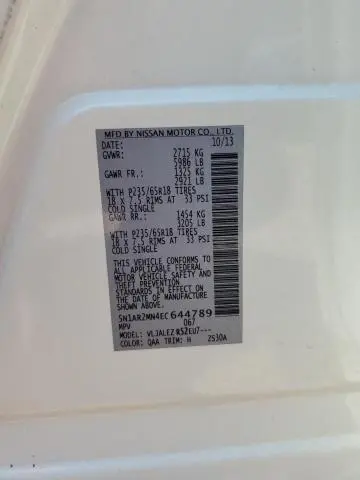 MFD BY NISSAN MOTOR CO., LTD.
DATE: 10/13
GVWR: 2715 KG
5986 LB
GAWR FR.: 1325 KG
2921 LB
WITH P235/65R18 TIRES
18 X 7.5 RIMS AT 33 PSI
COLD SINGLE
GAWR RR.: 1454 KG
3205 LB
WITH P235/65R18 TIRES
18 X 7.5 RIMS AT 33 PSI
COLD SINGLE
THIS VEHICLE CONFORMS TO
ALL APPLICABLE FEDERAL
MOTOR VEHICLE SAFETY AND
THEFT PREVENTION
STANDARDS IN EFFECT ON THE
DATE OF MANUFACTURE
SHOWN ABOVE.
5N1AR2MN4EC644789
MPV 067
MODEL: VLJALEZ RS2EU7---
COLOR: QAA TRIM: H 2S30A